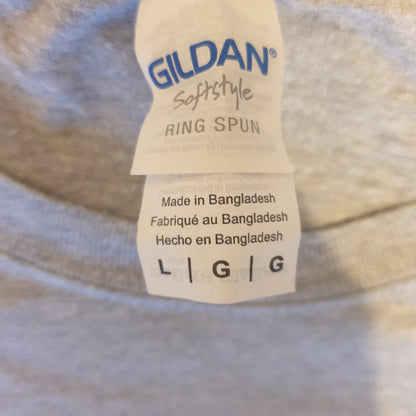 GILDAN®
Softstyle
RING SPUN
Made in Bangladesh
Fabriqué au Bangladesh
Hecho en Bangladesh
L | G | G